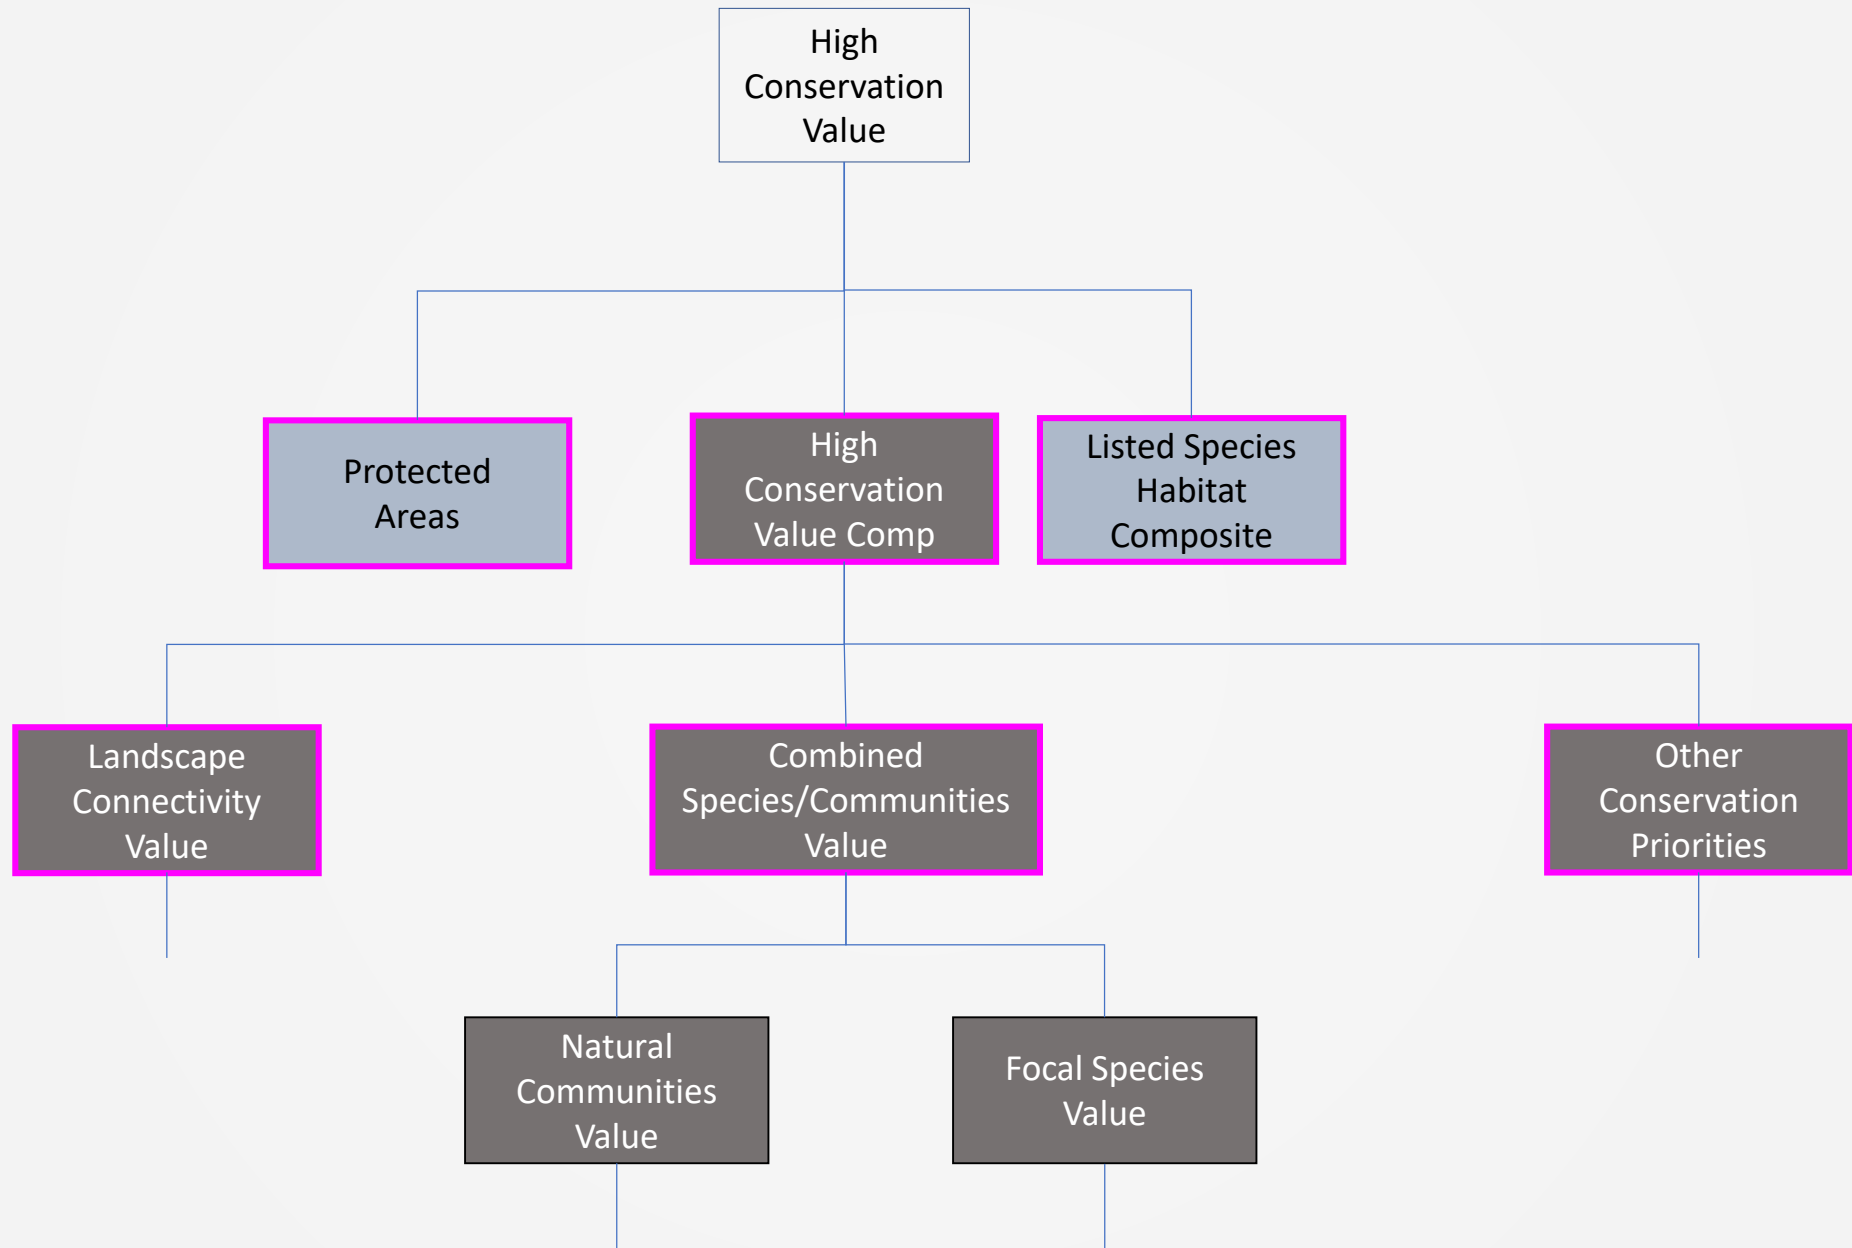 High
Conservation
Value
Protected
Areas
High
Conservation
Value Comp
Listed Species
Habitat
Composite
Landscape
Connectivity
Value
Combined
Species/Communities
Value
Other
Conservation
Priorities
Natural
Communities
Value
Focal Species
Value